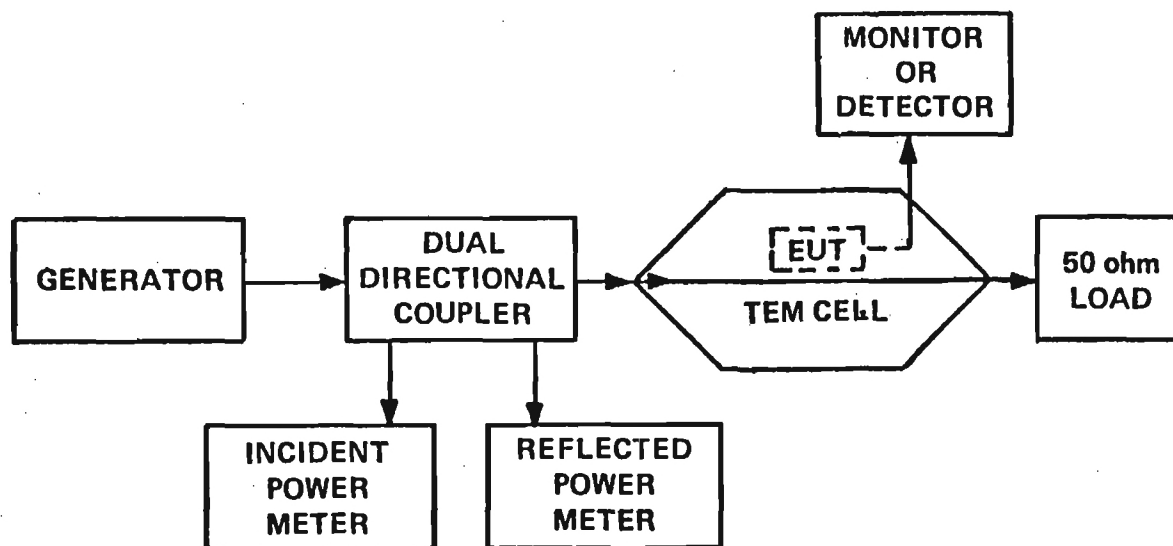 MONITOR
OR
DETECTOR
GENERATOR
DUAL
DIRECTIONAL
COUPLER
EUT
TEM CELL
50 ohm
LOAD
INCIDENT
POWER
METER
REFLECTED
POWER
METER